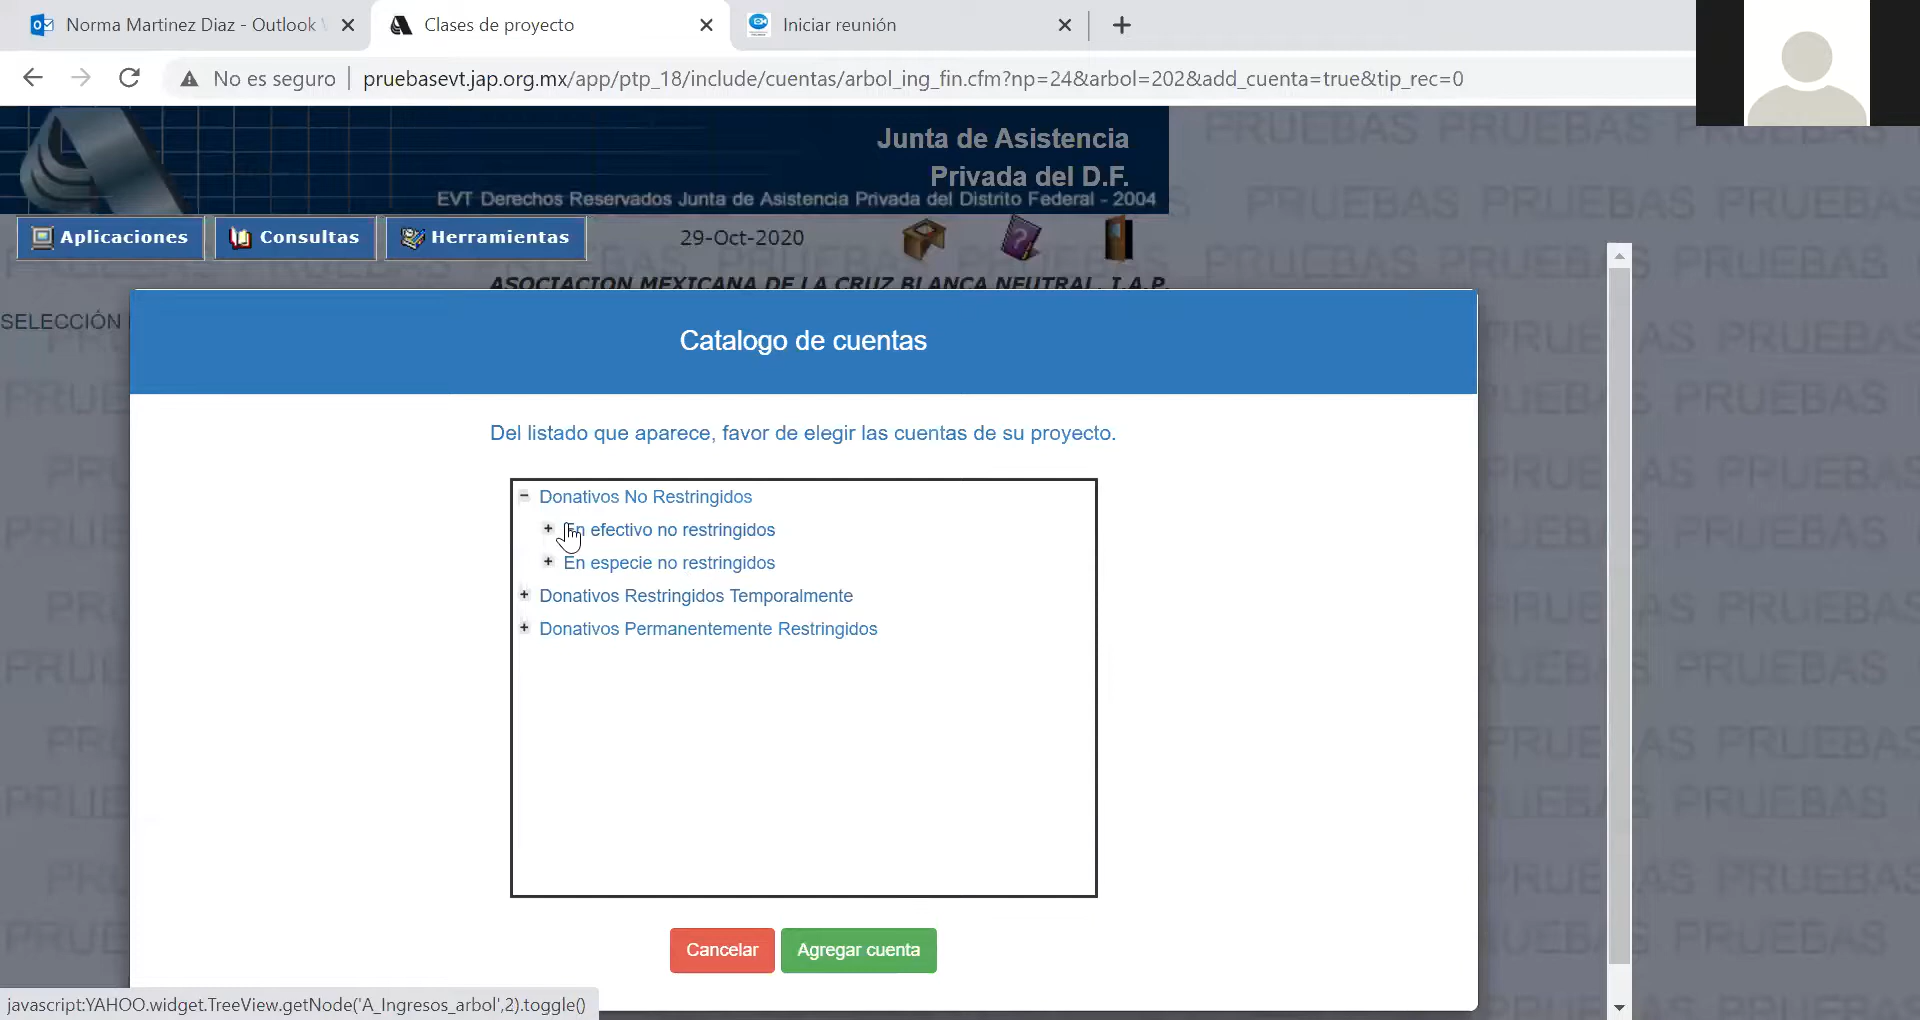 Norma Martinez Diaz - Outlook
Clases de proyecto
Iniciar reunión
No es seguro
pruebasevt.jap.org.mx/app/ptp_18/include/cuentas/arbol_ing_fin.cfm?np=24&arbol=202&add_cuenta=true&tip_rec=0
Junta de Asistencia
Privada del D.F.
EVT Derechos Reservados Junta de Asistencia Privada del Distrito Federal - 2004
Aplicaciones
Consultas
Herramientas
29-Oct-2020
ASOCIACION MEXICANA DE LA CRUZ BLANCA NEUTRAL, I.A.P.
SELECCIÓN
Catalogo de cuentas
Del listado que aparece, favor de elegir las cuentas de su proyecto.
Donativos No Restringidos
En efectivo no restringidos
En especie no restringidos
Donativos Restringidos Temporalmente
Donativos Permanentemente Restringidos
Cancelar
Agregar cuenta
javascript:YAHOO.widget.TreeView.getNode('A_Ingresos_arbol',2).toggle()
PRUEBAS